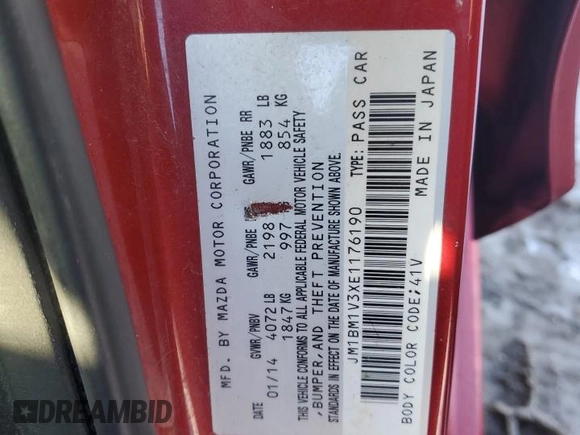 MFD. BY MAZDA MOTOR CORPORATION
GVWR/PNBV GAWR/PNBE GAWR/PNBE RR
DATE
01/14 4072 LB 2198 1883 LB
1847 KG 997 854 KG
THIS VEHICLE CONFORMS TO ALL APPLICABLE FEDERAL MOTOR VEHICLE SAFETY
,BUMPER,AND THEFT PREVENTION
STANDARDS IN EFFECT ON THE DATE OF MANUFACTURE SHOWN ABOVE.
JM1BM1V3XE1176190 TYPE: PASS CAR
BODY COLOR CODE;41V MADE IN JAPAN
DREAMBID